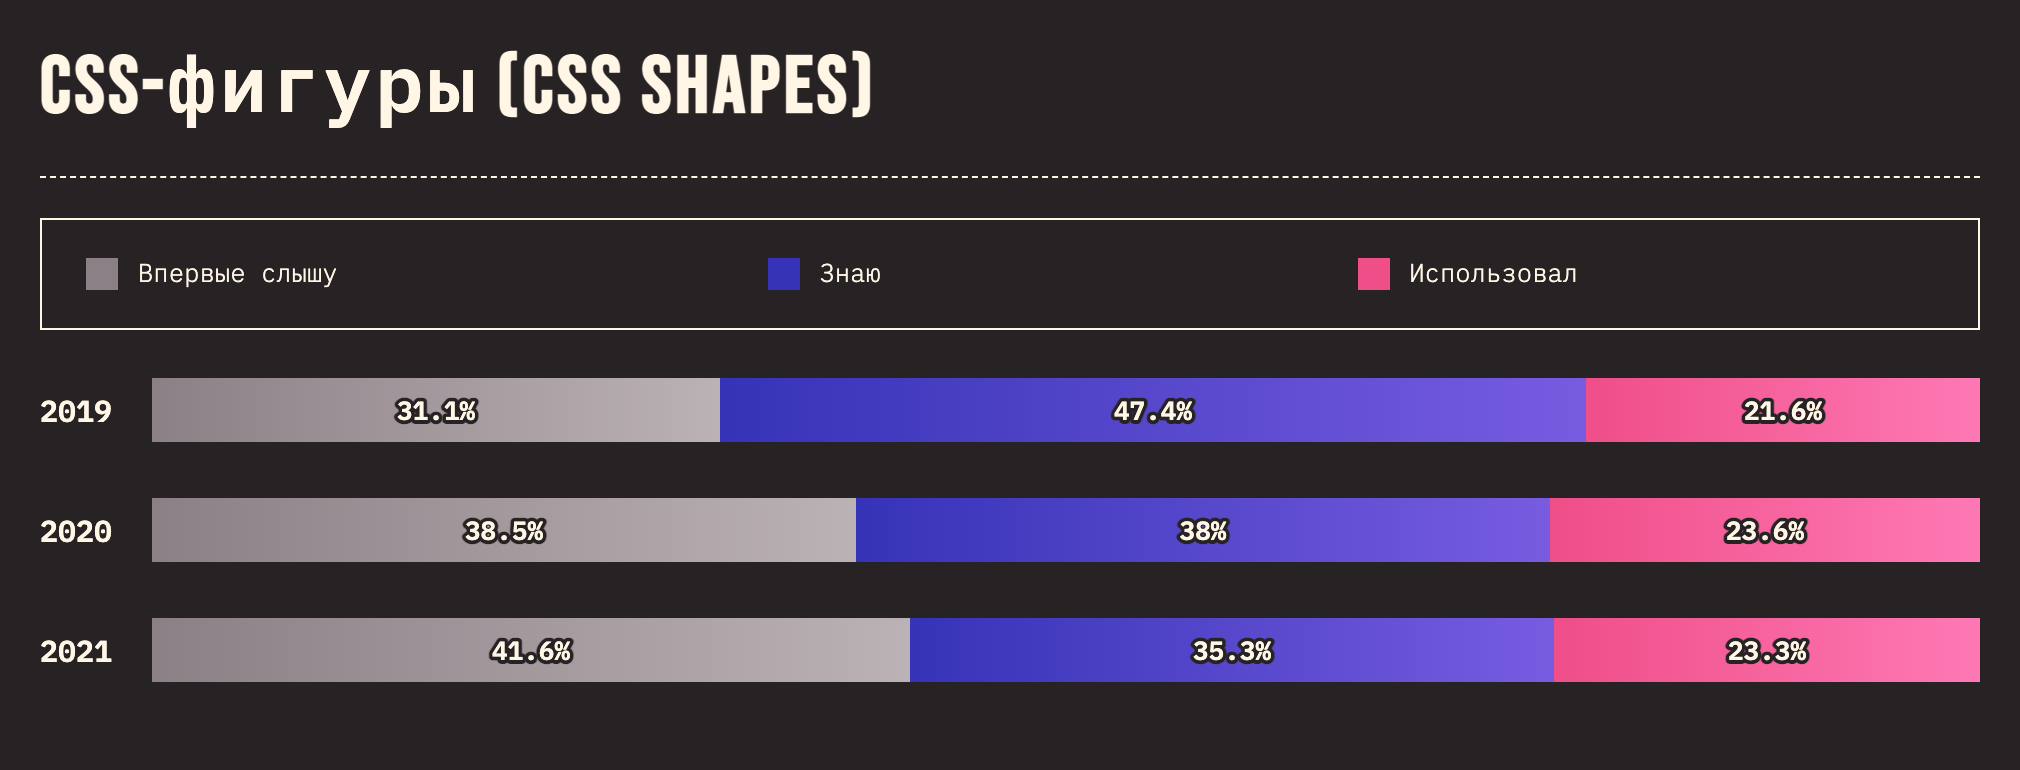 CSS-фигуры (CSS SHAPES)
Впервые слышу Знаю Использовал
2019 31.1% 47.4% 21.6%
2020 38.5% 38% 23.6%
2021 41.6% 35.3% 23.3%